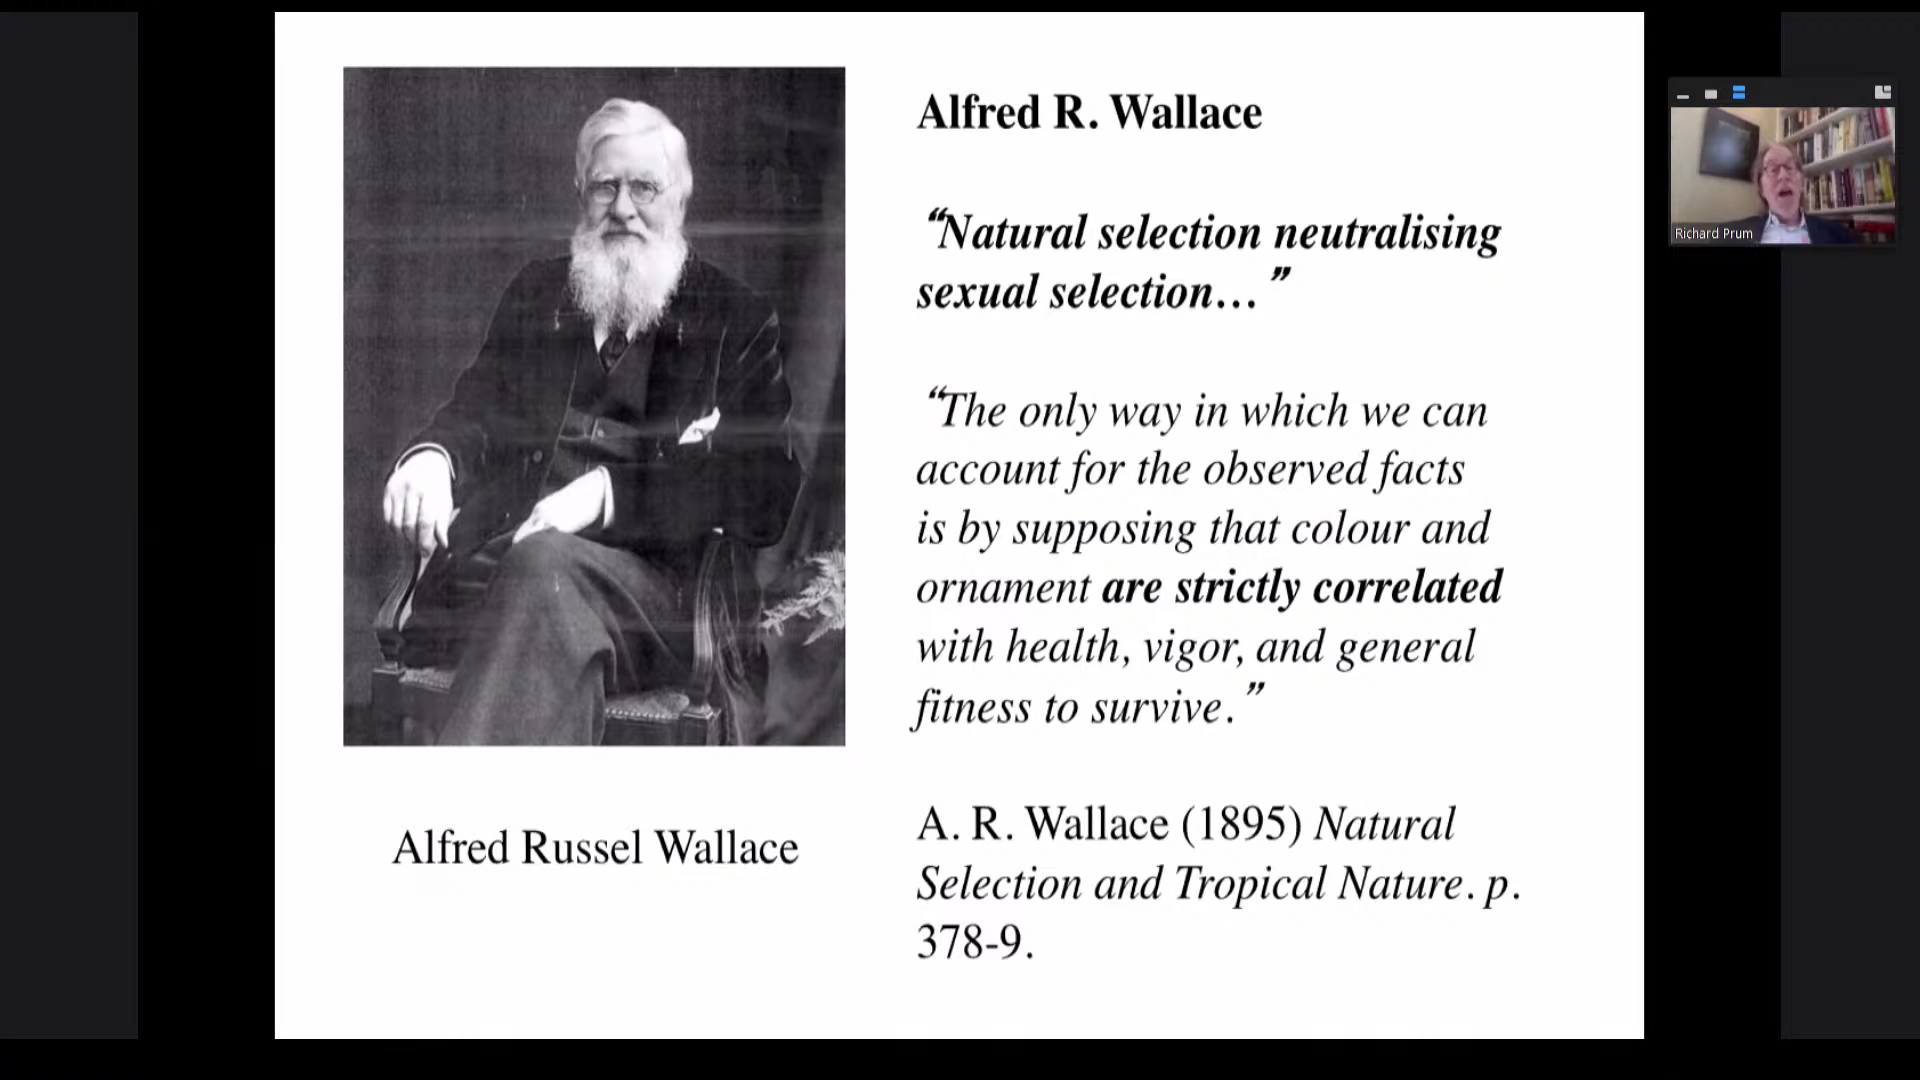 Alfred R. Wallace
“Natural selection neutralising
sexual selection…”
“The only way in which we can
account for the observed facts
is by supposing that colour and
ornament are strictly correlated
with health, vigor, and general
fitness to survive.”
A. R. Wallace (1895) Natural
Selection and Tropical Nature. p.
378-9.
Alfred Russel Wallace
Richard Prum